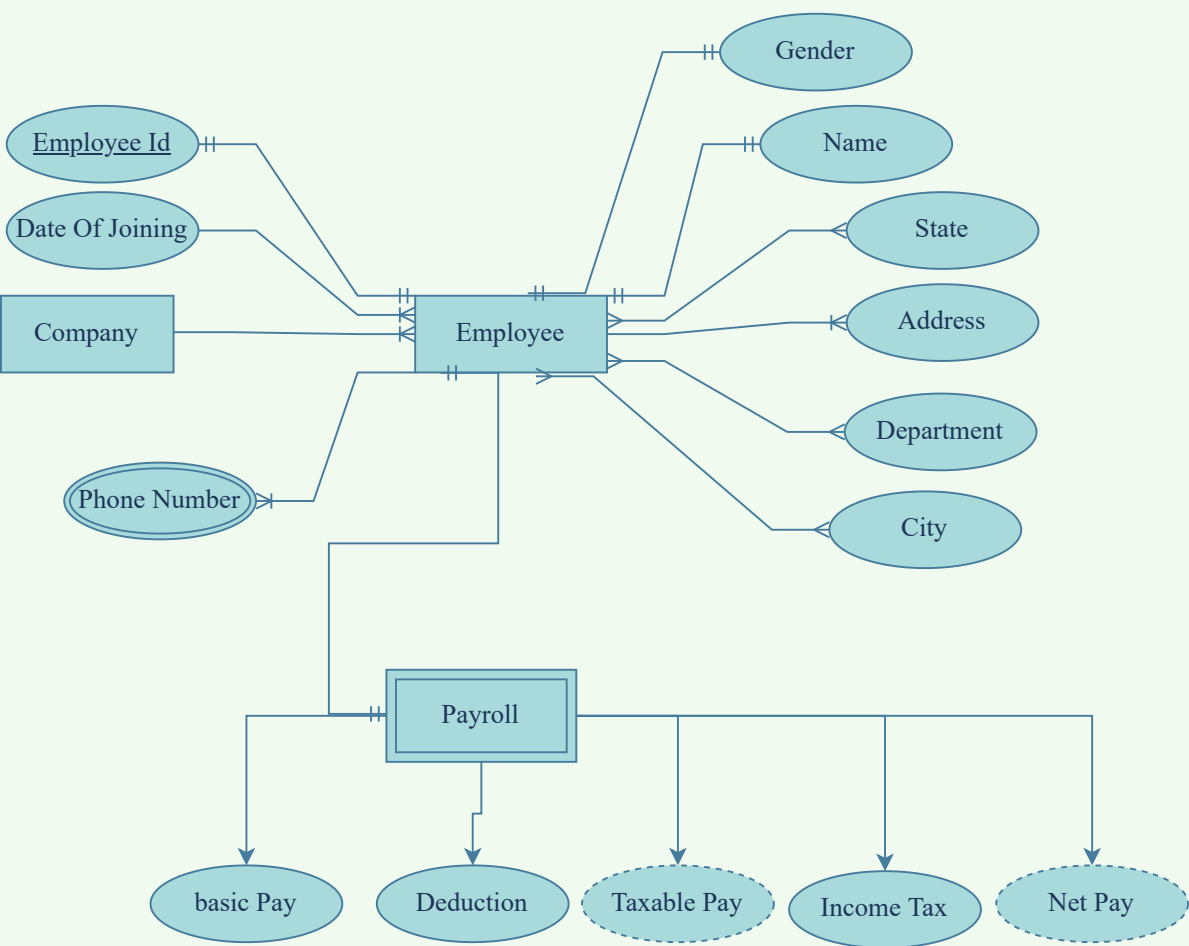 Gender
Employee Id
Name
Date Of Joining
State
Company
Employee
Address
Department
Phone Number
City
Payroll
basic Pay
Deduction
Taxable Pay
Income Tax
Net Pay